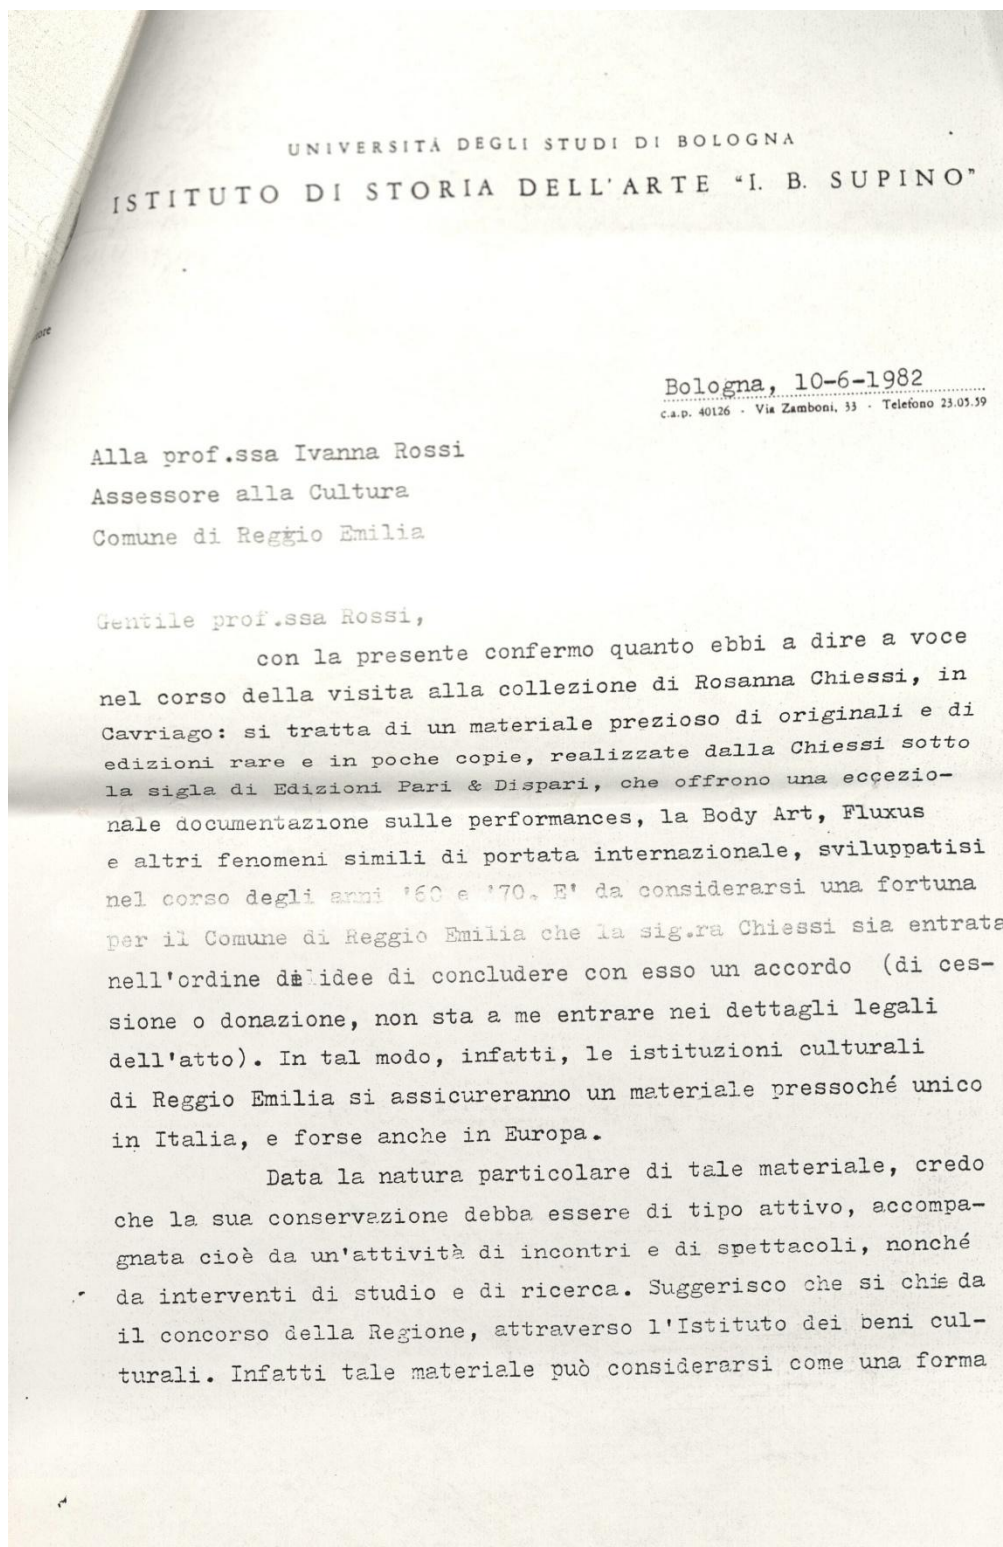 UNIVERSITÀ DEGLI STUDI DI BOLOGNA
ISTITUTO DI STORIA DELL'ARTE "I. B. SUPINO"
Bologna, 10-6-1982
c.a.p. 40126 - Via Zamboni, 33 - Telefono 23.05.59
Alla prof.ssa Ivanna Rossi
Assessore alla Cultura
Comune di Reggio Emilia
Gentile prof.ssa Rossi,
con la presente confermo quanto ebbi a dire a voce
nel corso della visita alla collezione di Rosanna Chiessi, in
Cavriago: si tratta di un materiale prezioso di originali e di
edizioni rare e in poche copie, realizzate dalla Chiessi sotto
la sigla di Edizioni Pari & Dispari, che offrono una eccezio-
nale documentazione sulle performances, la Body Art, Fluxus
e altri fenomeni simili di portata internazionale, sviluppatisi
nel corso degli anni '60 e '70. E' da considerarsi una fortuna
per il Comune di Reggio Emilia che la sig.ra Chiessi sia entrata
nell'ordine idee di concludere con esso un accordo (di ces-
sione o donazione, non sta a me entrare nei dettagli legali
dell'atto). In tal modo, infatti, le istituzioni culturali
di Reggio Emilia si assicureranno un materiale pressoché unico
in Italia, e forse anche in Europa.
Data la natura particolare di tale materiale, credo
che la sua conservazione debba essere di tipo attivo, accompa-
gnata cioè da un'attività di incontri e di spettacoli, nonché
da interventi di studio e di ricerca. Suggerisco che si chieda
il concorso della Regione, attraverso l'Istituto dei beni cul-
turali. Infatti tale materiale può considerarsi come una forma